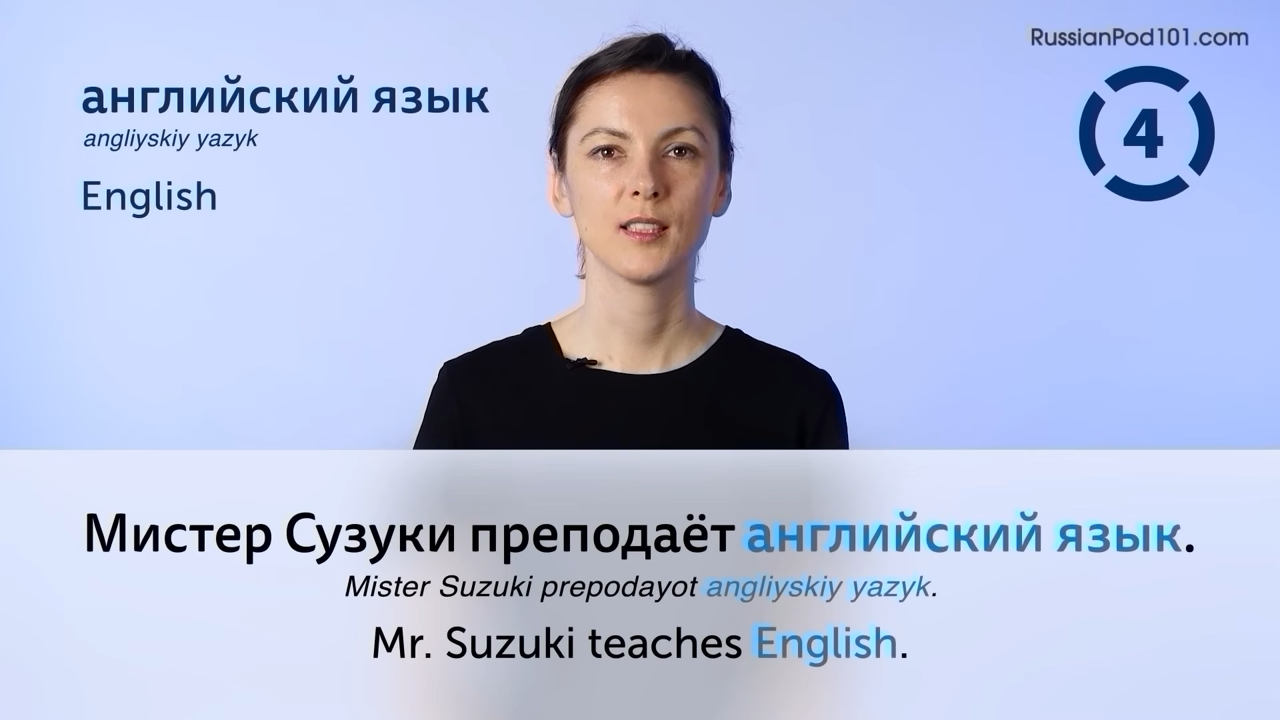 RussianPod101.com
английский язык
angliyskiy yazyk
English
4
Мистер Сузуки преподаёт английский язык.
Mister Suzuki prepodayot angliyskiy yazyk.
Mr. Suzuki teaches English.